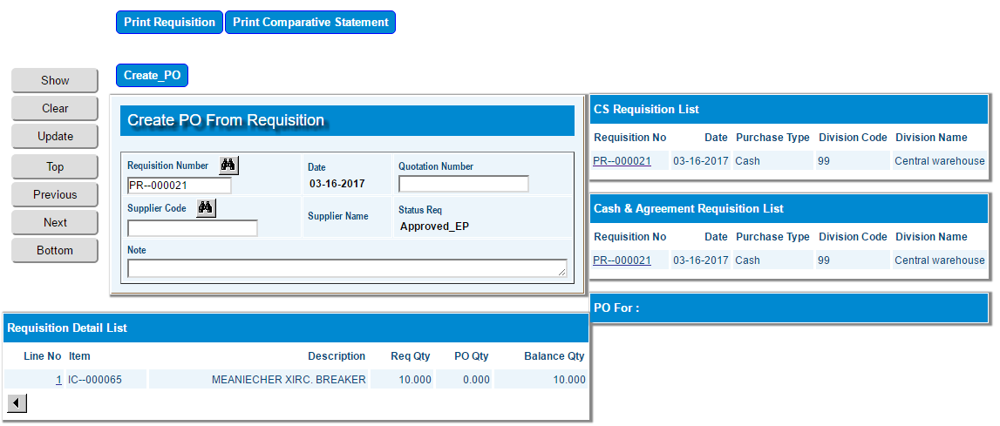 Print Requisition Print Comparative Statement
Create_PO
Show
Clear
Update
Top
Previous
Next
Bottom
Create PO From Requisition
Requisition Number Date Quotation Number
PR--000021 03-16-2017
Supplier Code Supplier Name Status Req
Approved_EP
Note
CS Requisition List
Requisition No Date Purchase Type Division Code Division Name
PR--000021 03-16-2017 Cash 99 Central warehouse
Cash & Agreement Requisition List
Requisition No Date Purchase Type Division Code Division Name
PR--000021 03-16-2017 Cash 99 Central warehouse
PO For :
Requisition Detail List
Line No Item Description Req Qty PO Qty Balance Qty
1 IC--000065 MEANIECHER XIRC. BREAKER 10.000 0.000 10.000